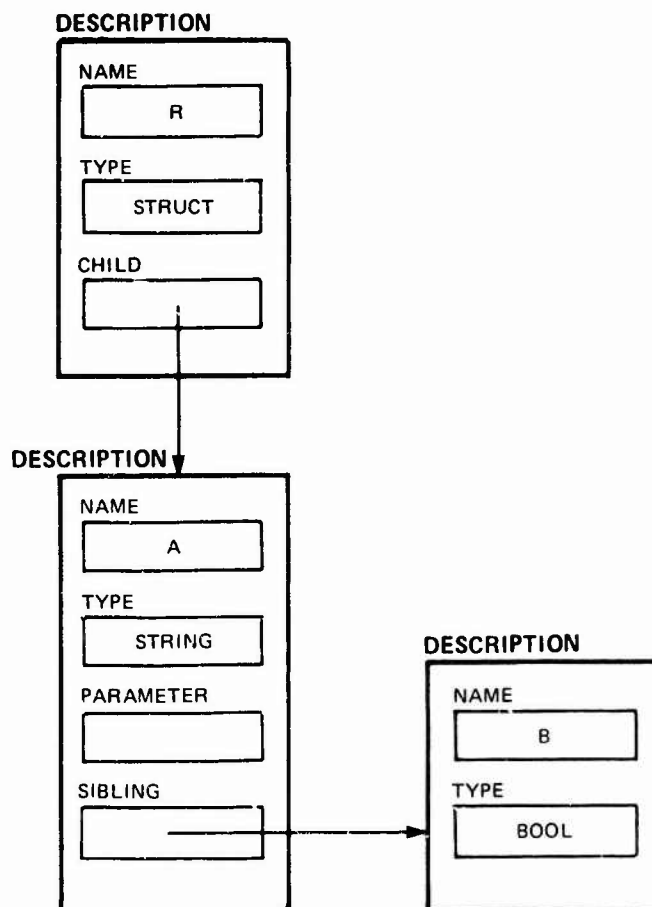 DESCRIPTION
NAME
R
TYPE
STRUCT
CHILD
DESCRIPTION
NAME
A
TYPE
STRING
PARAMETER
SIBLING
DESCRIPTION
NAME
B
TYPE
BOOL